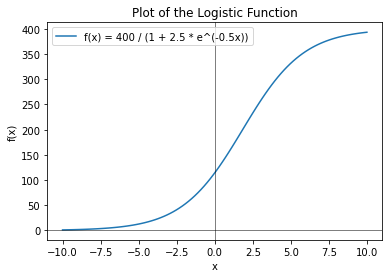 Plot of the Logistic Function
f(x) = 400 / (1 + 2.5 * e^(-0.5x))
400
350
300
250
200
150
100
50
0
f(x)
−10.0 −7.5 −5.0 −2.5 0.0 2.5 5.0 7.5 10.0
x